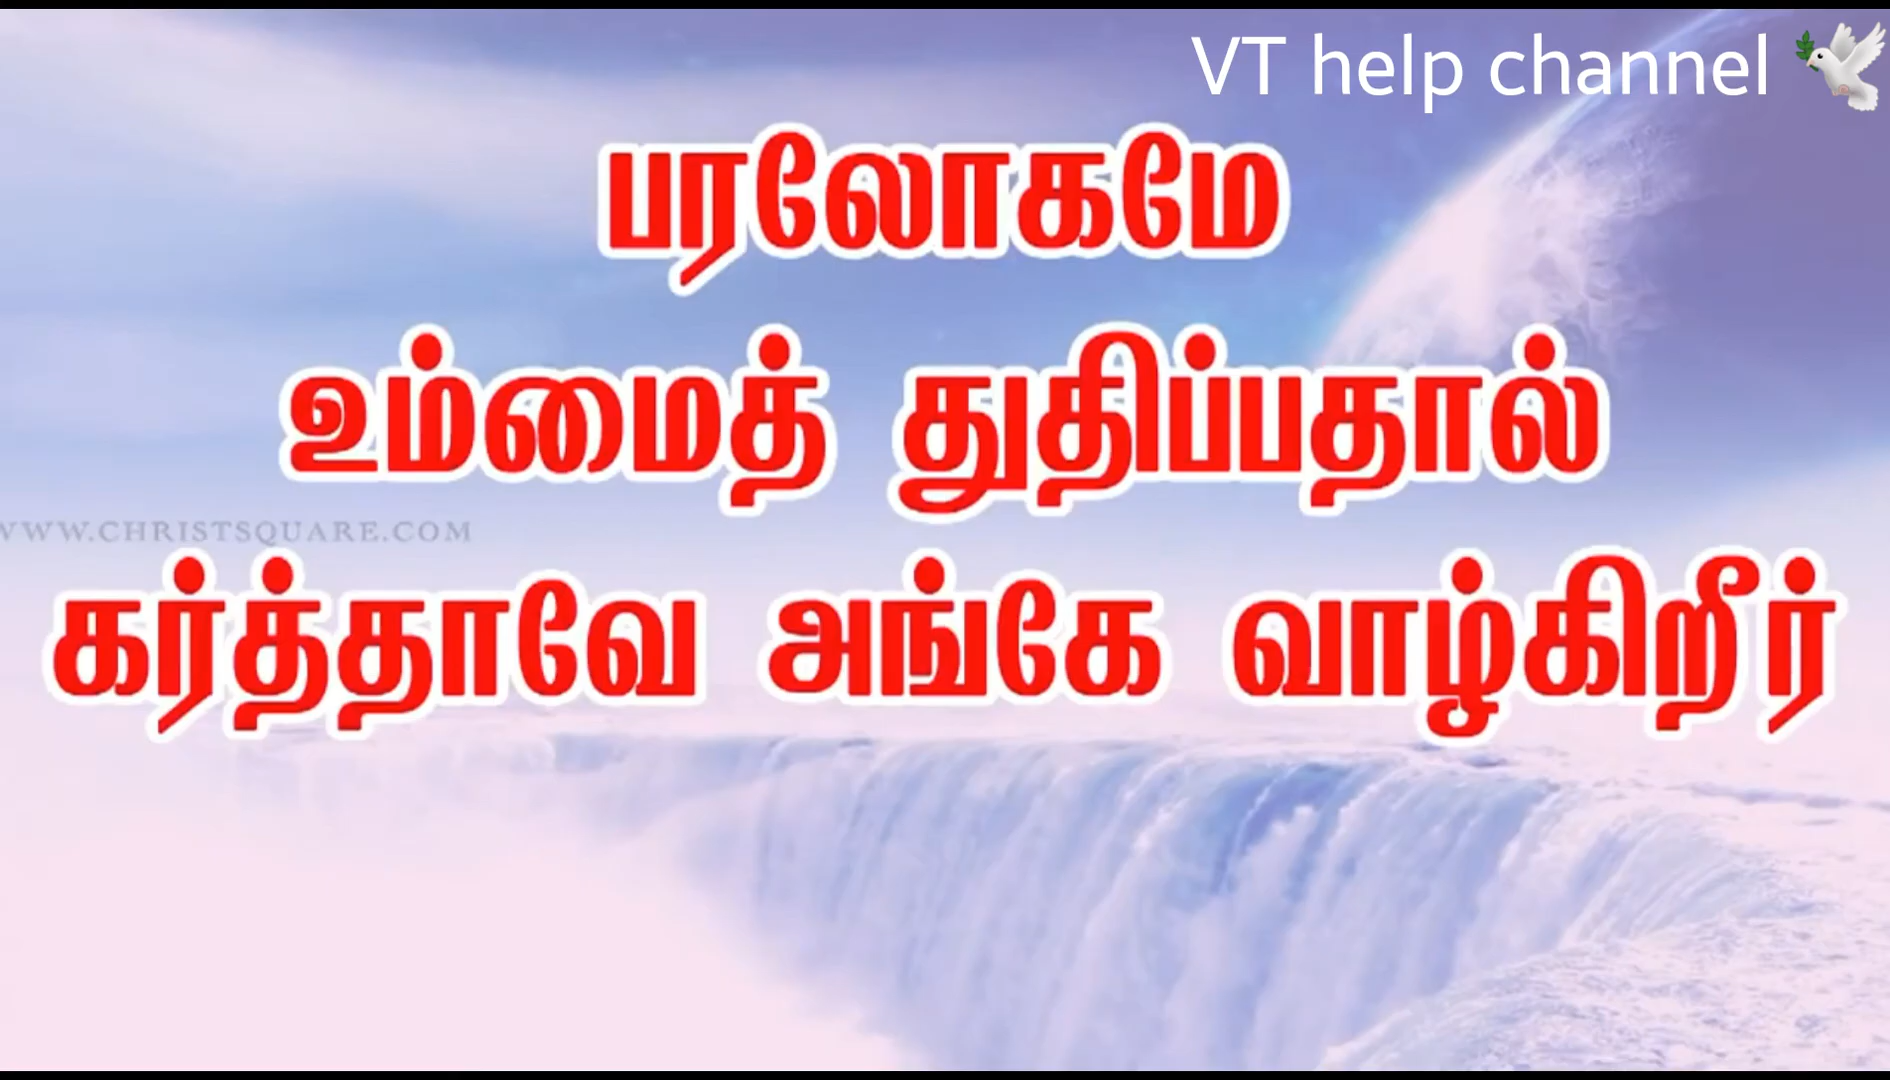 VT help channel 🕊
பரலோகமே
உம்மைத் துதிப்பதால்
WWW.CHRISTSQUARE.COM
கர்த்தாவே அங்கே வாழ்கிறீர்